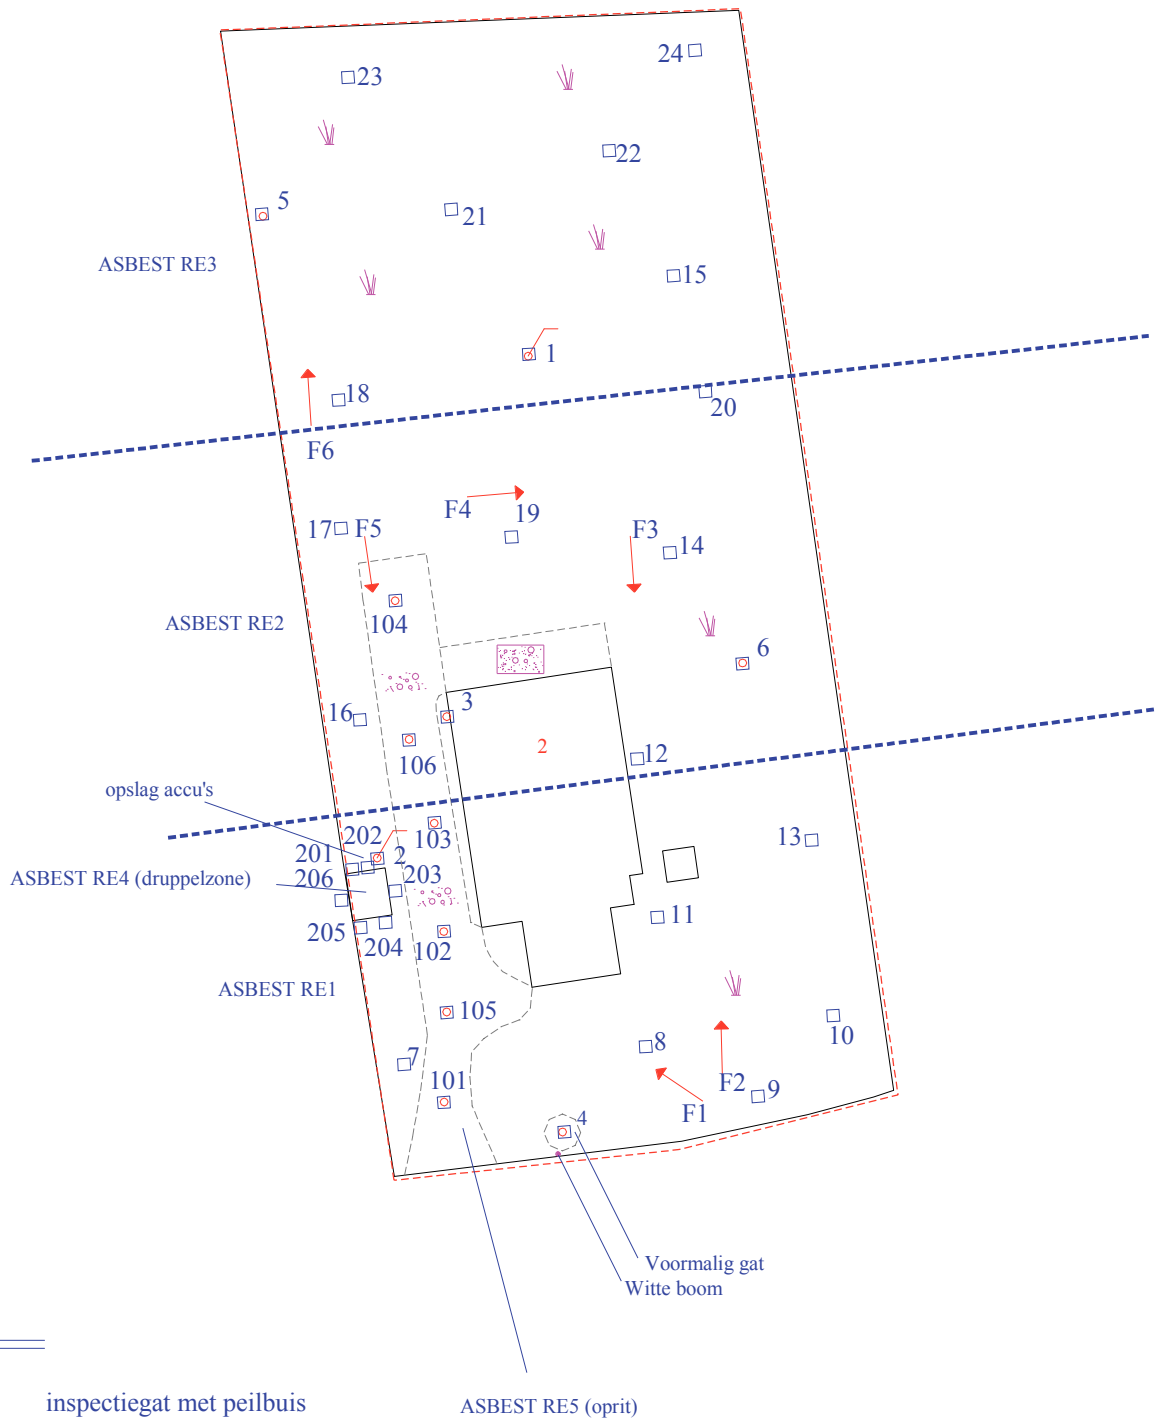 24
23
22
5
21
ASBEST RE3
15
1
18
20
F6
F4
19
17
F5
F3
14
104
ASBEST RE2
6
3
16
2
106
12
opslag accu's
202
103
13
201
2
ASBEST RE4 (druppelzone)
203
206
11
205
204
102
ASBEST RE1
105
10
8
7
101
F2
9
F1
4
Voormalig gat
Witte boom
inspectiegat met peilbuis
ASBEST RE5 (oprit)